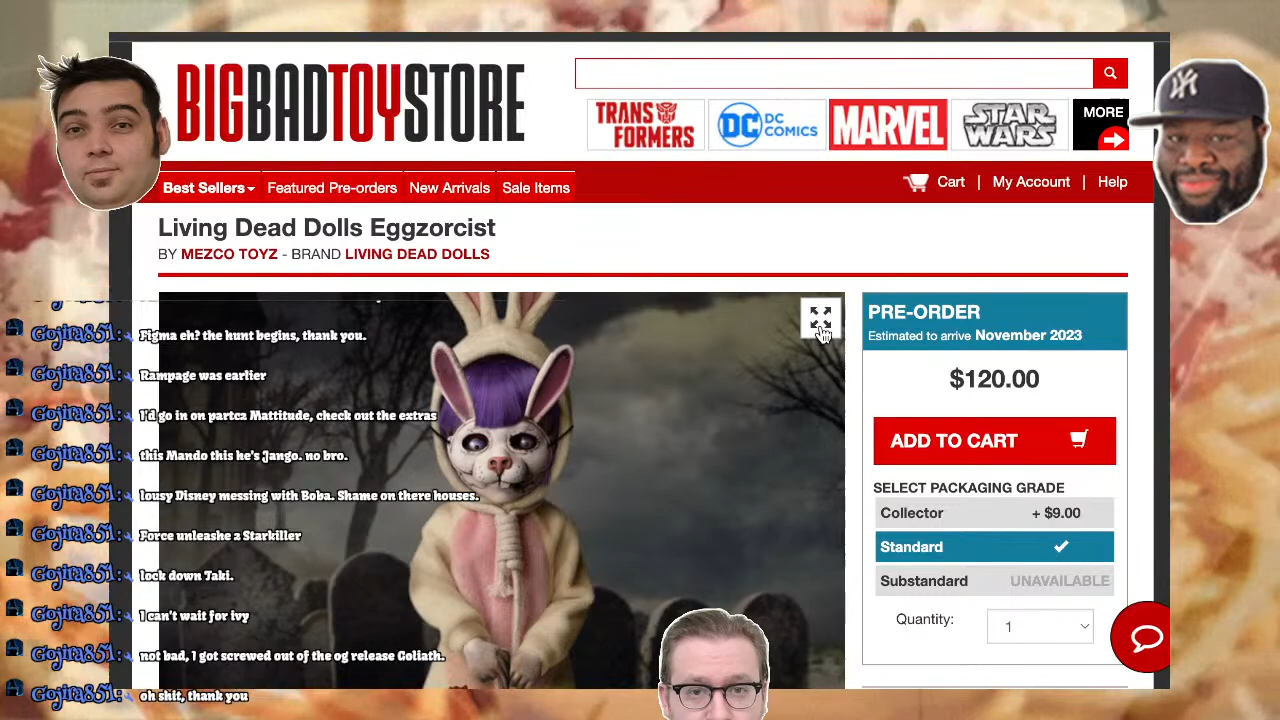 BIGBADTOYSTORE
TRANSFORMERS
DC DC COMICS
MARVEL
STAR WARS
MORE
Best Sellers
Featured Pre-orders
New Arrivals
Sale Items
Cart | My Account | Help
Living Dead Dolls Eggzorcist
BY MEZCO TOYZ - BRAND LIVING DEAD DOLLS
PRE-ORDER
Estimated to arrive November 2023
$120.00
ADD TO CART
SELECT PACKAGING GRADE
Collector + $9.00
Standard
Substandard UNAVAILABLE
Quantity: 1
Gojira851: Figma eh? the hunt begins, thank you.
Gojira851: Rampage was earlier
Gojira851: I'd go in on partc2 Mattitude, check out the extras
Gojira851: this Mando this he's Jango. no bro.
Gojira851: lousy Disney messing with Boba. Shame on there houses.
Gojira851: Force unleashe 2 Starkiller
Gojira851: lock down Taki.
Gojira851: I can't wait for ivy
Gojira851: not bad, I got screwed out of the og release Goliath.
Gojira851: oh shit, thank you